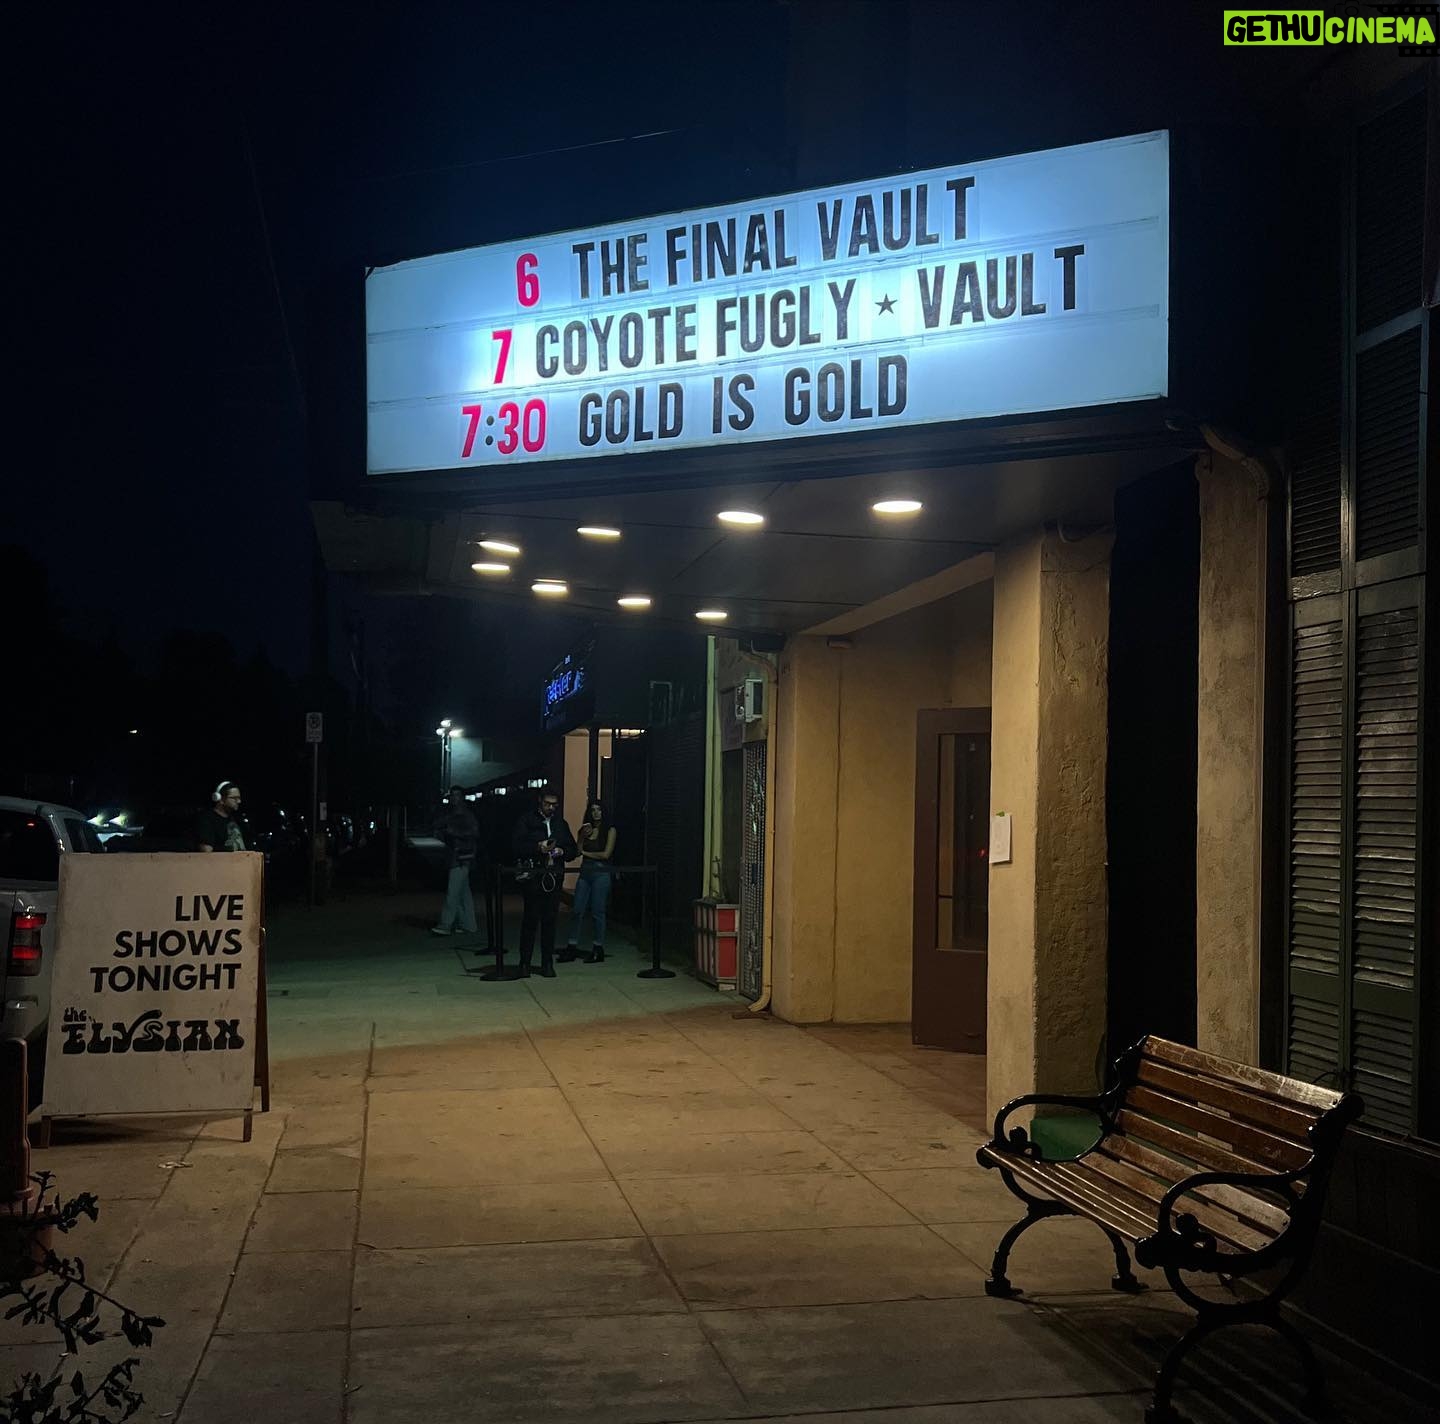 GETHUCINEMA
6 THE FINAL VAULT
7 COYOTE FUGLY ★ VAULT
7:30 GOLD IS GOLD
LIVE
SHOWS
TONIGHT
the
ELYSIAN